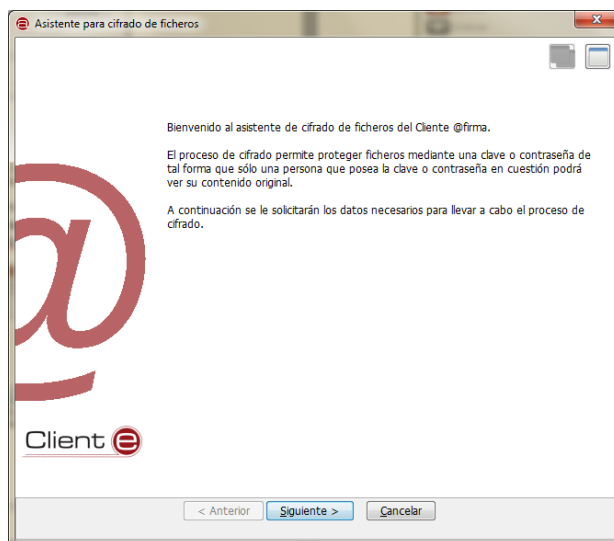 Asistente para cifrado de ficheros
Bienvenido al asistente de cifrado de ficheros del Cliente @firma.
El proceso de cifrado permite proteger ficheros mediante una clave o contraseña de
tal forma que sólo una persona que posea la clave o contraseña en cuestión podrá
ver su contenido original.
A continuación se le solicitarán los datos necesarios para llevar a cabo el proceso de
cifrado.
@
Client e
< Anterior
Siguiente >
Cancelar